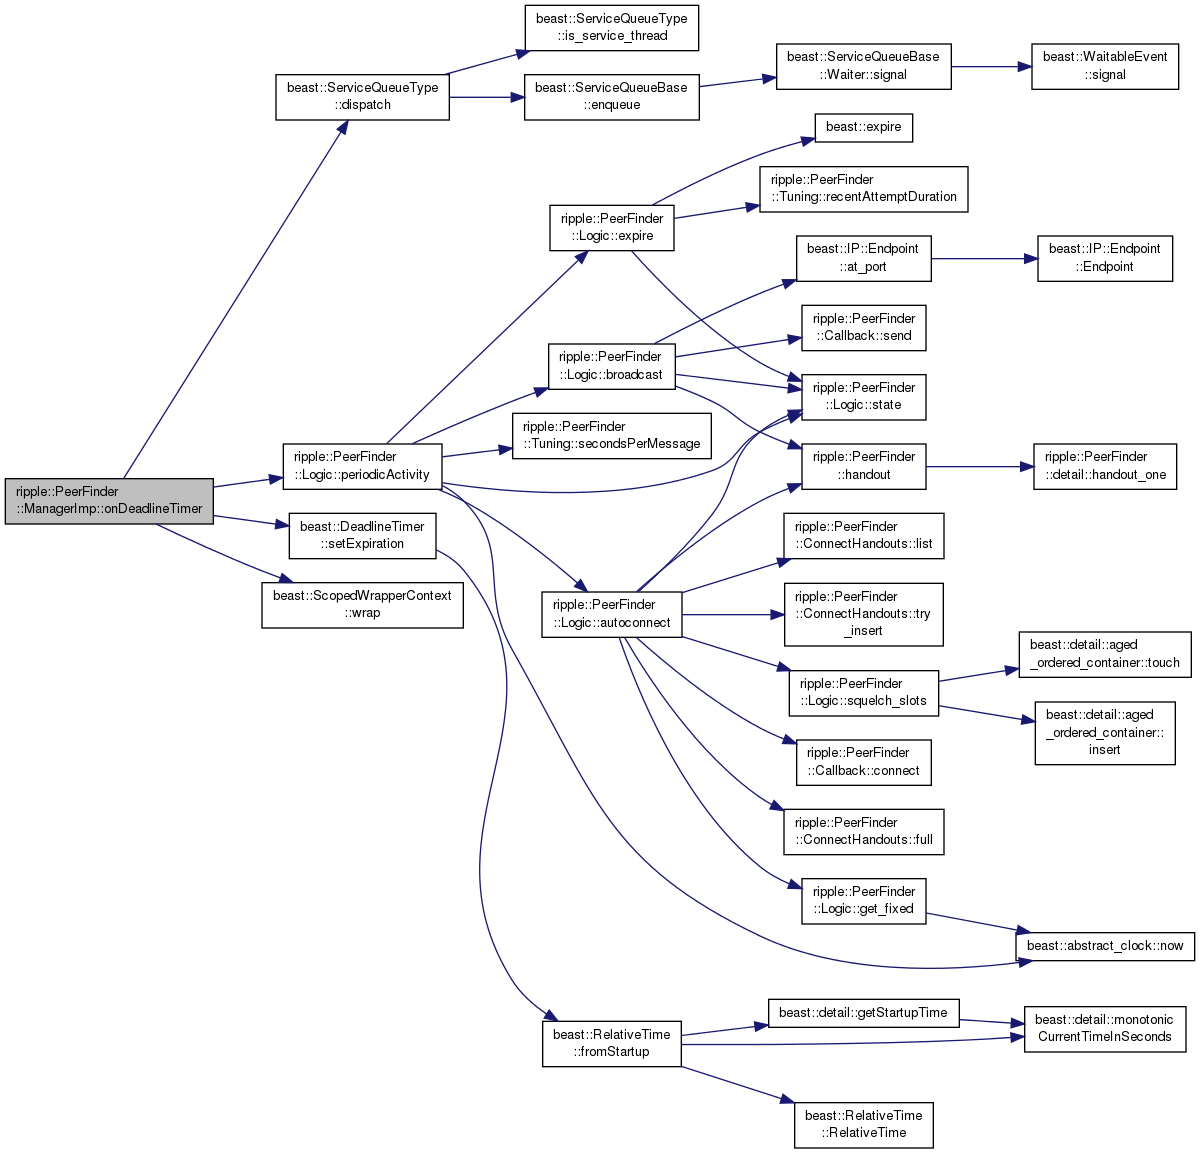 beast::ServiceQueueType
::is_service_thread
beast::ServiceQueueBase
::Waiter::signal
beast::WaitableEvent
::signal
beast::ServiceQueueType
::dispatch
beast::ServiceQueueBase
::enqueue
beast::expire
ripple::PeerFinder
::Tuning::recentAttemptDuration
ripple::PeerFinder
::Logic::expire
beast::IP::Endpoint
::at_port
beast::IP::Endpoint
::Endpoint
ripple::PeerFinder
::Callback::send
ripple::PeerFinder
::Logic::broadcast
ripple::PeerFinder
::Logic::state
ripple::PeerFinder
::Tuning::secondsPerMessage
ripple::PeerFinder
::Logic::periodicActivity
ripple::PeerFinder
::handout
ripple::PeerFinder
::detail::handout_one
ripple::PeerFinder
::ManagerImp::onDeadlineTimer
beast::DeadlineTimer
::setExpiration
ripple::PeerFinder
::ConnectHandouts::list
beast::ScopedWrapperContext
::wrap
ripple::PeerFinder
::Logic::autoconnect
ripple::PeerFinder
::ConnectHandouts::try
_insert
beast::detail::aged
_ordered_container::touch
ripple::PeerFinder
::Logic::squelch_slots
beast::detail::aged
_ordered_container::
insert
ripple::PeerFinder
::Callback::connect
ripple::PeerFinder
::ConnectHandouts::full
ripple::PeerFinder
::Logic::get_fixed
beast::abstract_clock::now
beast::detail::getStartupTime
beast::detail::monotonic
CurrentTimeInSeconds
beast::RelativeTime
::fromStartup
beast::RelativeTime
::RelativeTime